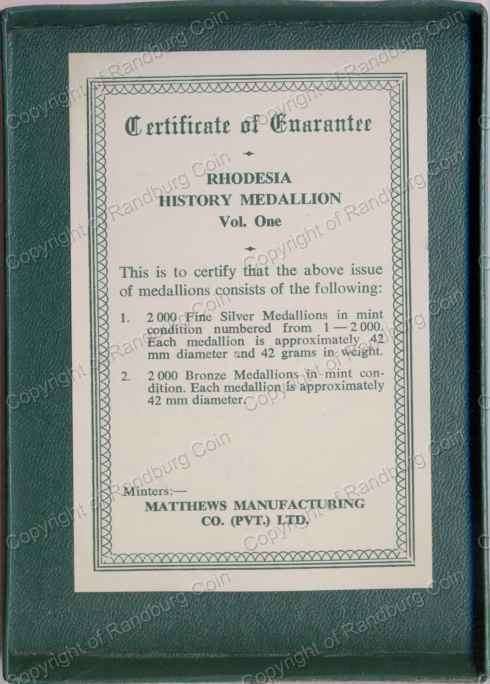 Certificate of Guarantee
RHODESIA
HISTORY MEDALLION
Vol. One
This is to certify that the above issue
of medallions consists of the following:
1. 2 000 Fine Silver Medallions in mint
condition numbered from 1 — 2 000.
Each medallion is approximately 42
mm diameter and 42 grams in weight.
2. 2 000 Bronze Medallions in mint con-
dition. Each medallion is approximately
42 mm diameter.
Minters:—
MATTHEWS MANUFACTURING
CO. (PVT.) LTD.
Copyright of Randburg Coin